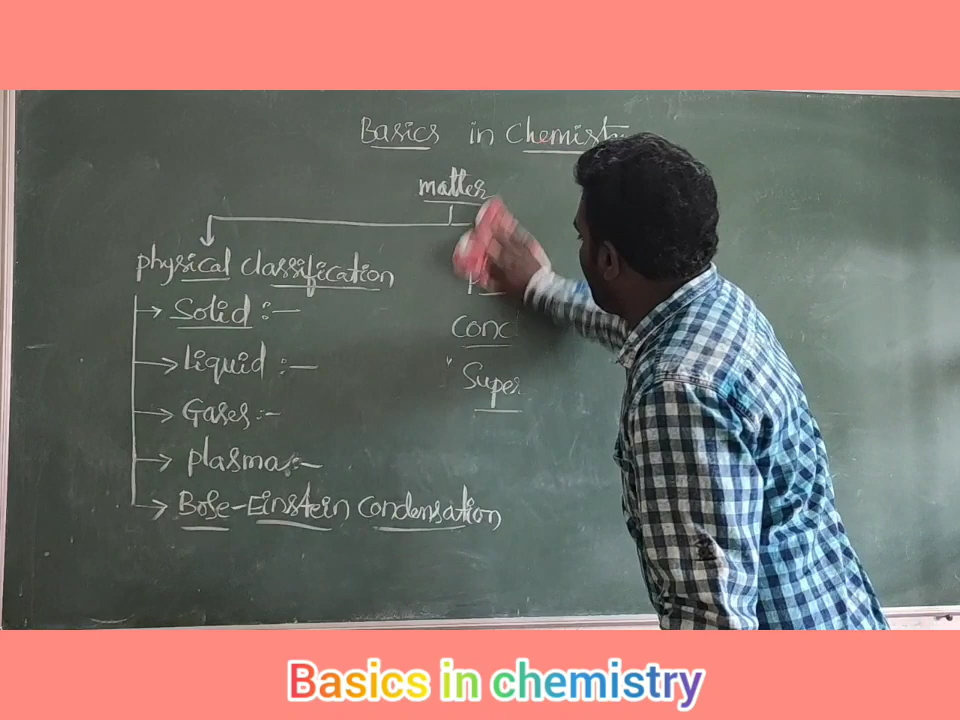 Basics in Chemist
matter
physical classification
Solid :-
Liquid :-
Gases :-
Conc
plasma :-
Super
Bose-Einstein Condensation
Basics in chemistry